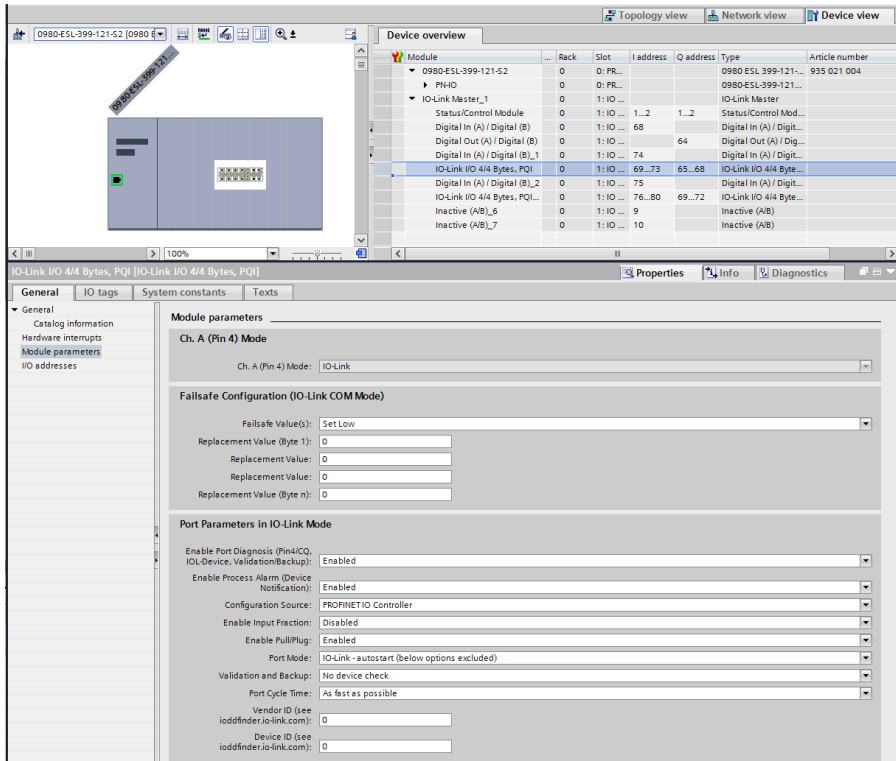 Topology view Network view Device view
0980-ESL-121-S2 [0980 E
100%
0980-ESL-399-121...
Device overview
Module ... Rack Slot I address Q address Type Article number
0980-ESL-399-121-S2 0 0: PR... 0980 ESL 399-121-... 935 021 004
PN-IO 0 0: PR... 0980-ESL-399-121...
IO-Link Master_1 0 1: IO ... IO-Link Master
Status/Control Module 0 1: IO ... 1...2 1...2 Status/Control Mod...
Digital In (A) / Digital (B) 0 1: IO ... 68 Digital In (A) / Digit...
Digital Out (A) / Digital (B) 0 1: IO ... 64 Digital Out (A) / Dig...
Digital In (A) / Digital (B)_1 0 1: IO ... 74 Digital In (A) / Digit...
IO-Link I/O 4/4 Bytes, PQI 0 1: IO ... 69...73 65...68 IO-Link I/O 4/4 Byte...
Digital In (A) / Digital (B)_2 0 1: IO ... 75 Digital In (A) / Digit...
IO-Link I/O 4/4 Bytes, PQI... 0 1: IO ... 76...80 69...72 IO-Link I/O 4/4 Byte...
Inactive (A/B)_6 0 1: IO ... 9 Inactive (A/B)
Inactive (A/B)_7 0 1: IO ... 10 Inactive (A/B)
IO-Link I/O 4/4 Bytes, PQI [IO-Link I/O 4/4 Bytes, PQI]
Properties Info Diagnostics
General IO tags System constants Texts
General
Catalog information
Hardware interrupts
Module parameters
I/O addresses
Module parameters
Ch. A (Pin 4) Mode
Ch. A (Pin 4) Mode: IO-Link
Failsafe Configuration (IO-Link COM Mode)
Failsafe Value(s): Set Low
Replacement Value (Byte 1): 0
Replacement Value: 0
Replacement Value: 0
Replacement Value (Byte n): 0
Port Parameters in IO-Link Mode
Enable Port Diagnosis (Pin4/CQ,
IOL-Device, Validation/Backup): Enabled
Enable Process Alarm (Device
Notification): Enabled
Configuration Source: PROFINET IO Controller
Enable Input Fraction: Disabled
Enable Pull/Plug: Enabled
Port Mode: IO-Link - autostart (below options excluded)
Validation and Backup: No device check
Port Cycle Time: As fast as possible
Vendor ID (see
ioddfinder.io-link.com): 0
Device ID (see
ioddfinder.io-link.com): 0